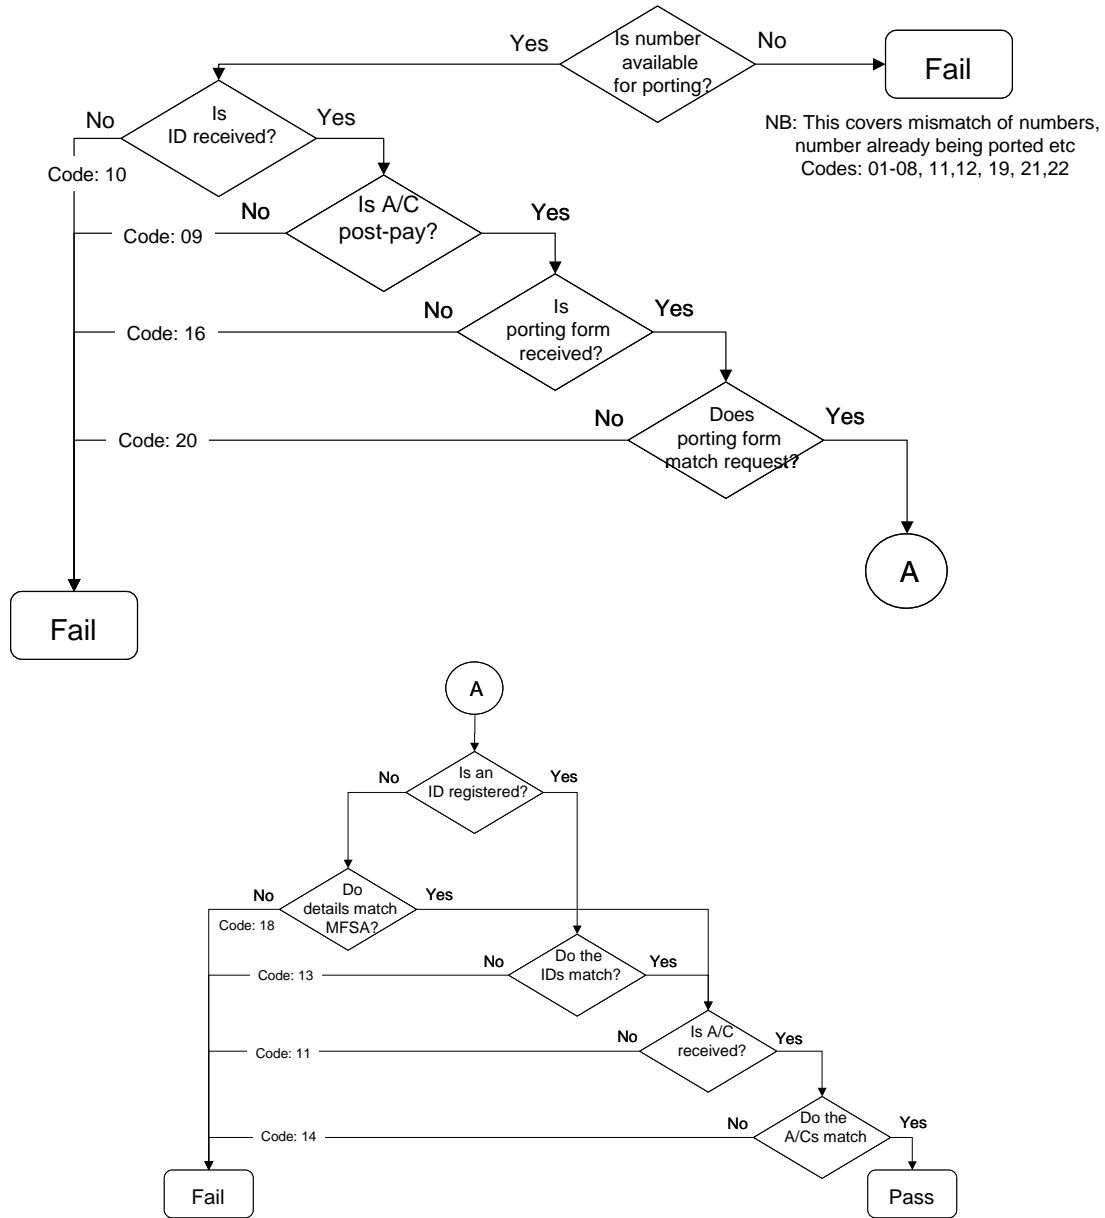 Is number
available
for porting?
Yes
No
Fail
NB: This covers mismatch of numbers,
number already being ported etc
Codes: 01-08, 11,12, 19, 21,22
Is
ID received?
No
Yes
Code: 10
Is A/C
post-pay?
No
Yes
Code: 09
Is
porting form
received?
No
Yes
Code: 16
Does
porting form
match request?
No
Yes
Code: 20
A
Fail
A
Is an
ID registered?
No
Yes
Do
details match
MFSA?
No
Yes
Code: 18
Do the
IDs match?
No
Yes
Code: 13
Is A/C
received?
No
Yes
Code: 11
Do the
A/Cs match
No
Yes
Code: 14
Fail
Pass